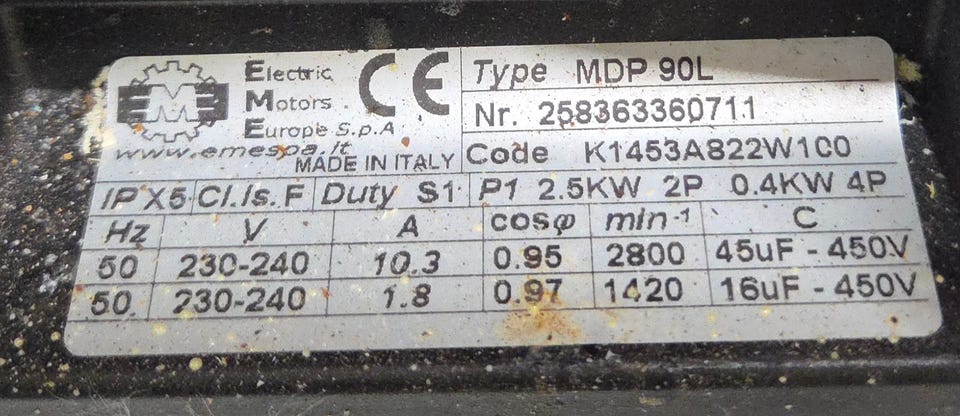 EME Electric Motors Europe S.p.A
www.emespa.it
MADE IN ITALY
CE
Type MDP 90L
Nr. 258363360711
Code K1453A822W100
IP X5 Cl.Is.F Duty S1 P1 2.5KW 2P 0.4KW 4P
Hz V A cosφ min-1 C
50 230-240 10.3 0.95 2800 45uF - 450V
50 230-240 1.8 0.97 1420 16uF - 450V